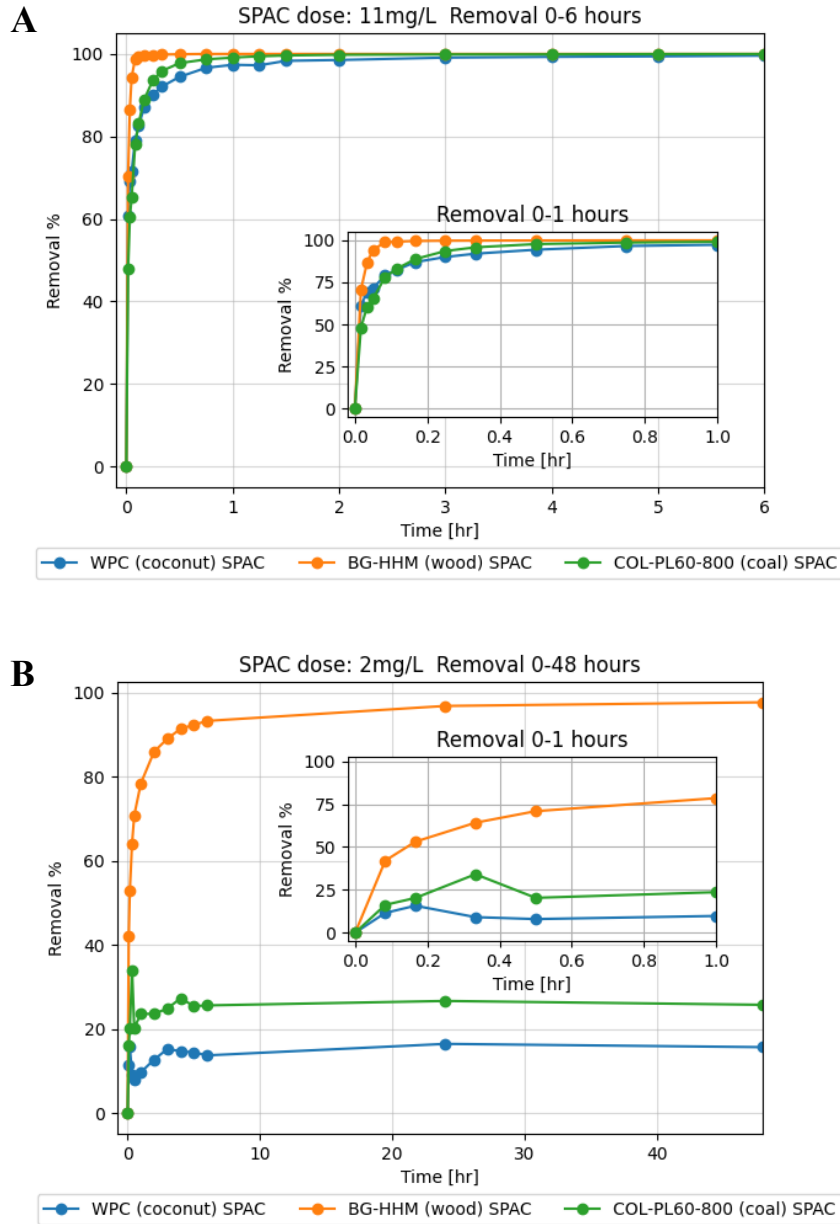 A
SPAC dose: 11mg/L  Removal 0-6 hours
Removal %
100
80
60
40
20
0
Removal 0-1 hours
Removal %
100
75
50
25
0
0.0 0.2 0.4 0.6 0.8 1.0
Time [hr]
0 1 2 3 4 5 6
Time [hr]
WPC (coconut) SPAC BG-HHM (wood) SPAC COL-PL60-800 (coal) SPAC
B
SPAC dose: 2mg/L  Removal 0-48 hours
Removal %
100
80
60
40
20
0
Removal 0-1 hours
Removal %
100
75
50
25
0
0.0 0.2 0.4 0.6 0.8 1.0
Time [hr]
0 10 20 30 40
Time [hr]
WPC (coconut) SPAC BG-HHM (wood) SPAC COL-PL60-800 (coal) SPAC